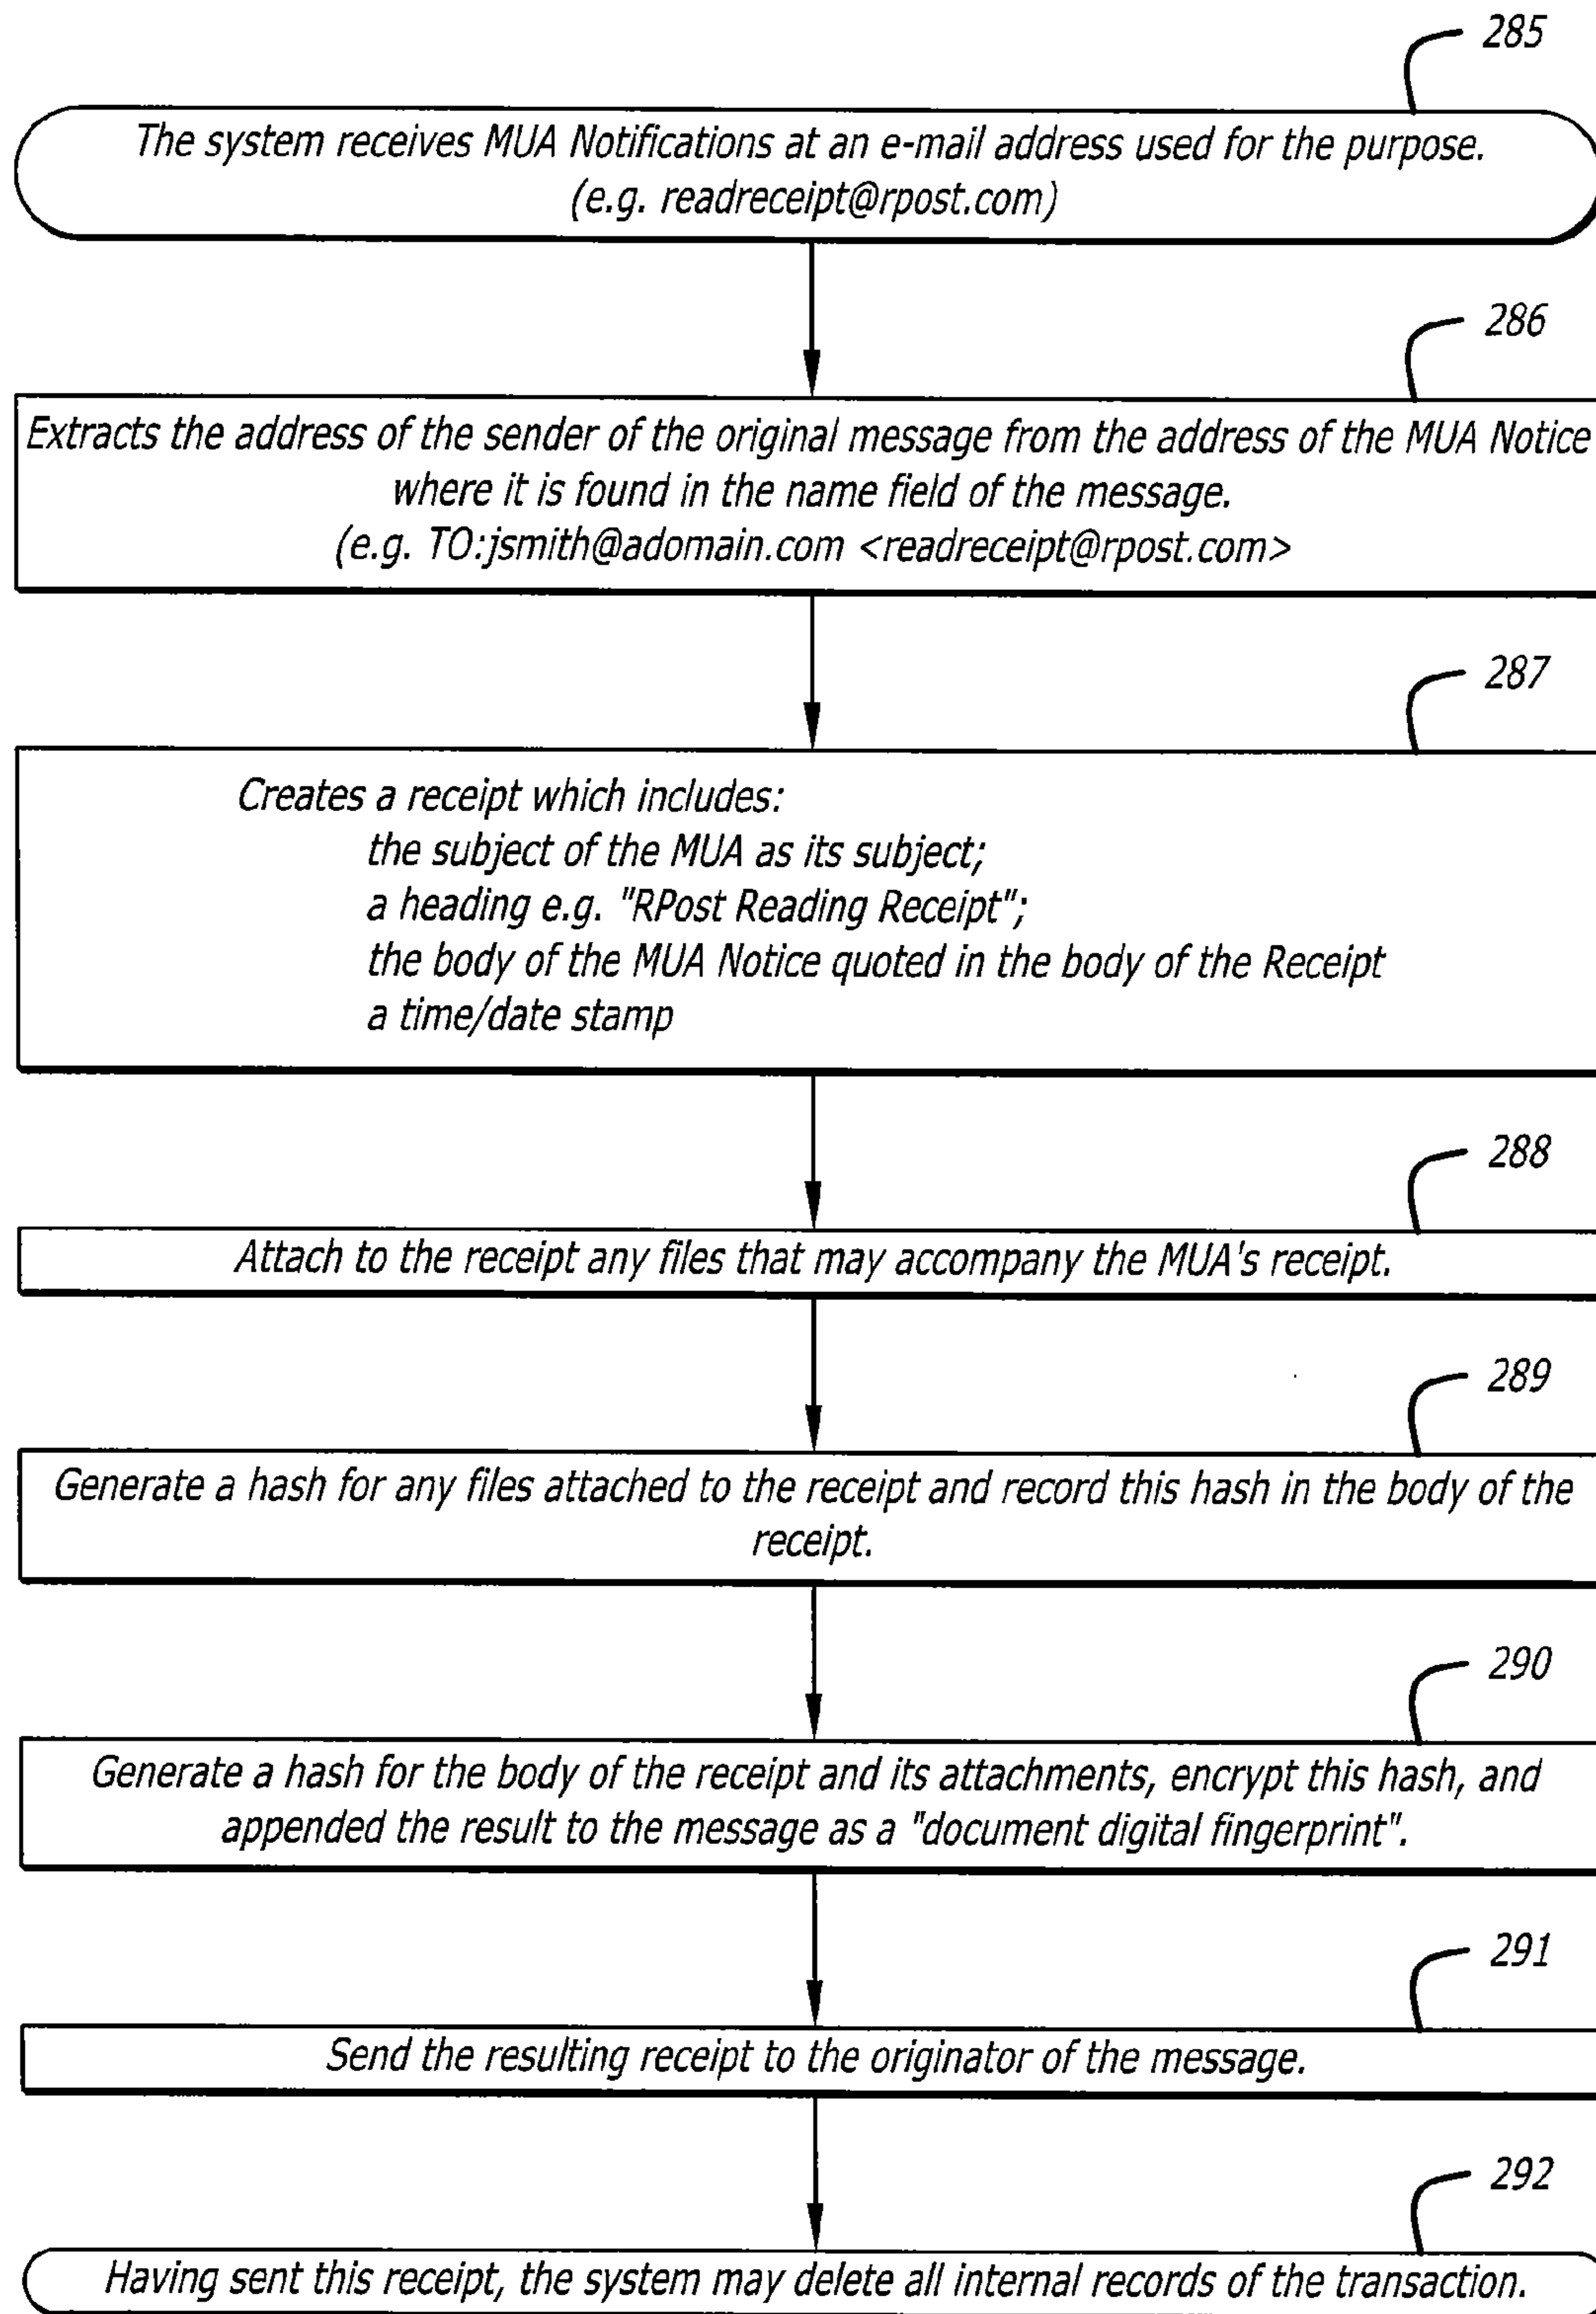 285
The system receives MUA Notifications at an e-mail address used for the purpose.
(e.g. readreceipt@rpost.com)
286
Extracts the address of the sender of the original message from the address of the MUA Notice
where it is found in the name field of the message.
(e.g. TO:jsmith@adomain.com <readreceipt@rpost.com>
287
Creates a receipt which includes:
the subject of the MUA as its subject;
a heading e.g. "RPost Reading Receipt";
the body of the MUA Notice quoted in the body of the Receipt
a time/date stamp
288
Attach to the receipt any files that may accompany the MUA's receipt.
289
Generate a hash for any files attached to the receipt and record this hash in the body of the
receipt.
290
Generate a hash for the body of the receipt and its attachments, encrypt this hash, and
appended the result to the message as a "document digital fingerprint".
291
Send the resulting receipt to the originator of the message.
292
Having sent this receipt, the system may delete all internal records of the transaction.